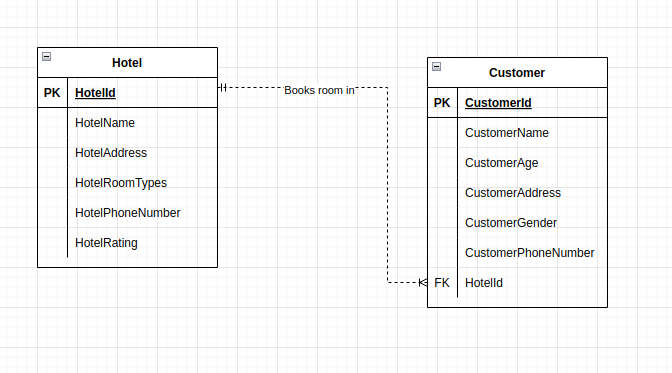 Hotel
PK HotelId
HotelName
HotelAddress
HotelRoomTypes
HotelPhoneNumber
HotelRating
Books room in
Customer
PK CustomerId
CustomerName
CustomerAge
CustomerAddress
CustomerGender
CustomerPhoneNumber
FK HotelId